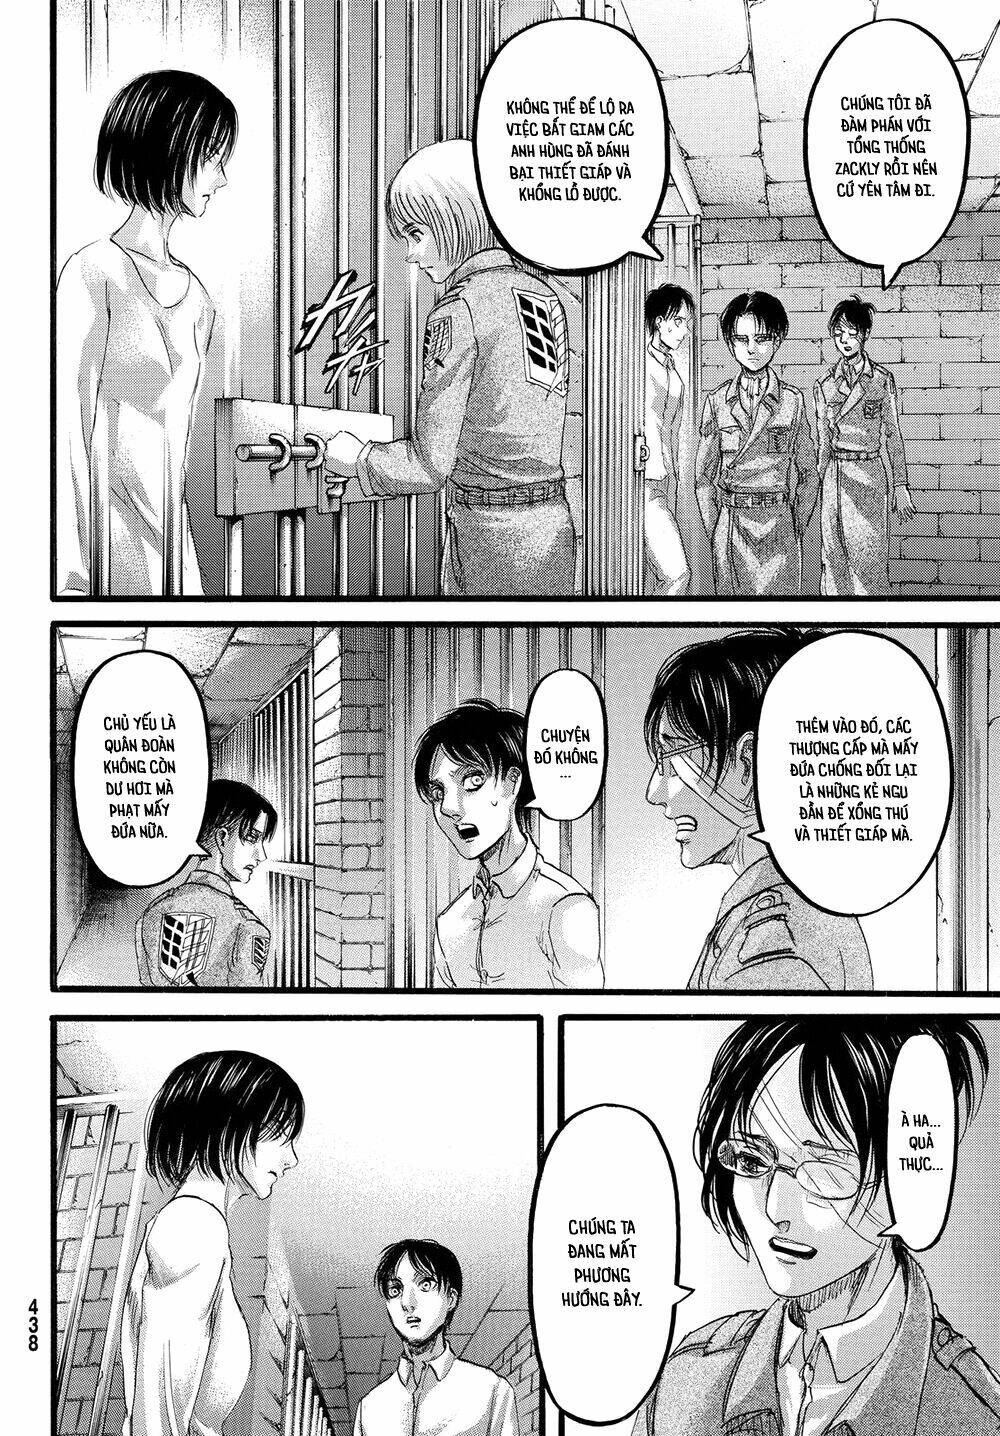 CHÚNG TÔI ĐÃ
ĐÀM PHÁN VỚI
TỔNG THỐNG
ZACKLY RỒI NÊN
CỨ YÊN TÂM ĐI.
KHÔNG THỂ ĐỂ LỘ RA
VIỆC BẮT GIAM CÁC
ANH HÙNG ĐÃ ĐÁNH
BẠI THIẾT GIÁP VÀ
KHỔNG LỒ ĐƯỢC.
ガチャ
THÊM VÀO ĐÓ, CÁC
THƯỢNG CẤP MÀ MẤY
ĐỨA CHỐNG ĐỐI LẠI
LÀ NHỮNG KẺ NGU
ĐẦN ĐỂ XỔNG THÚ
VÀ THIẾT GIÁP MÀ.
CHUYỆN
ĐÓ KHÔNG
...
CHỦ YẾU LÀ
QUÂN ĐOÀN
KHÔNG CÒN
DƯ HƠI MÀ
PHẠT MẤY
ĐỨA NỮA.
À HA...
QUẢ
THỰC...
CHÚNG TA
ĐANG MẤT
PHƯƠNG
HƯỚNG ĐÂY.
438